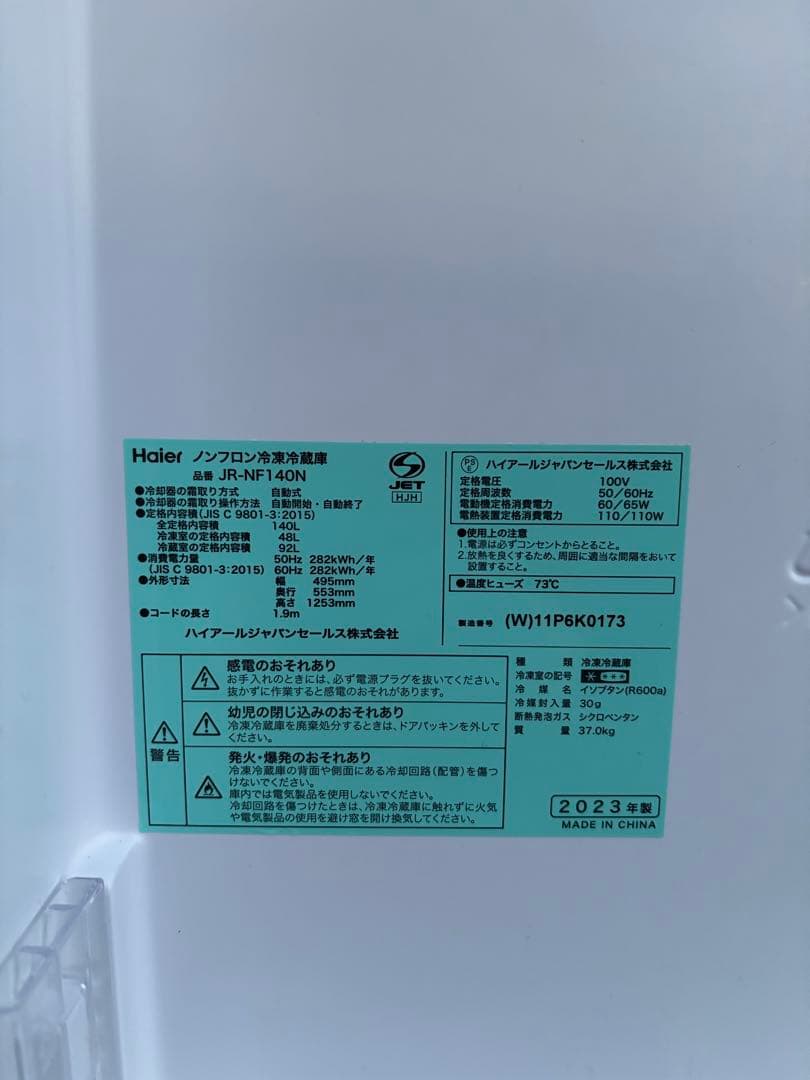 Haier ノンフロン冷凍冷蔵庫
品番 JR-NF140N
●冷却器の霜取り方式 自動式
●冷却器の霜取り操作方法 自動開始・自動終了
●定格内容積(JIS C 9801-3:2015)
全定格内容積 140L
冷凍室の定格内容積 48L
冷蔵室の定格内容積 92L
●消費電力量 50Hz 282kWh/年
(JIS C 9801-3:2015) 60Hz 282kWh/年
●外形寸法 幅 495mm
奥行 553mm
高さ 1253mm
●コードの長さ 1.9m
ハイアールジャパンセールス株式会社
S
JET
HJH
PS
E
ハイアールジャパンセールス株式会社
定格電圧 100V
定格周波数 50/60Hz
電動機定格消費電力 60/65W
電熱装置定格消費電力 110/110W
●使用上の注意
1.電源は必ずコンセントからとること。
2.放熱を良くするため、周囲に適当な間隔をおいて
設置すること。
●温度ヒューズ 73℃
製造番号 (W)11P6K0173
警告
感電のおそれあり
お手入れのときには、必ず電源プラグを抜いてください。
抜かずに作業すると感電のおそれがあります。
幼児の閉じ込みのおそれあり
冷凍冷蔵庫を廃棄処分するときは、ドアパッキンを外して
ください。
発火・爆発のおそれあり
冷凍冷蔵庫の背面や側面にある冷却回路(配管)を傷つ
けないでください。
庫内では電気製品を使用しないでください。
冷却回路を傷つけたときは、冷凍冷蔵庫に触れずに火気
や電気製品の使用を避け窓を開け換気してください。
種類 冷凍冷蔵庫
冷凍室の記号 ****
冷媒名 イソブタン(R600a)
冷媒封入量 30g
断熱発泡ガス シクロペンタン
質量 37.0kg
2023年製
MADE IN CHINA